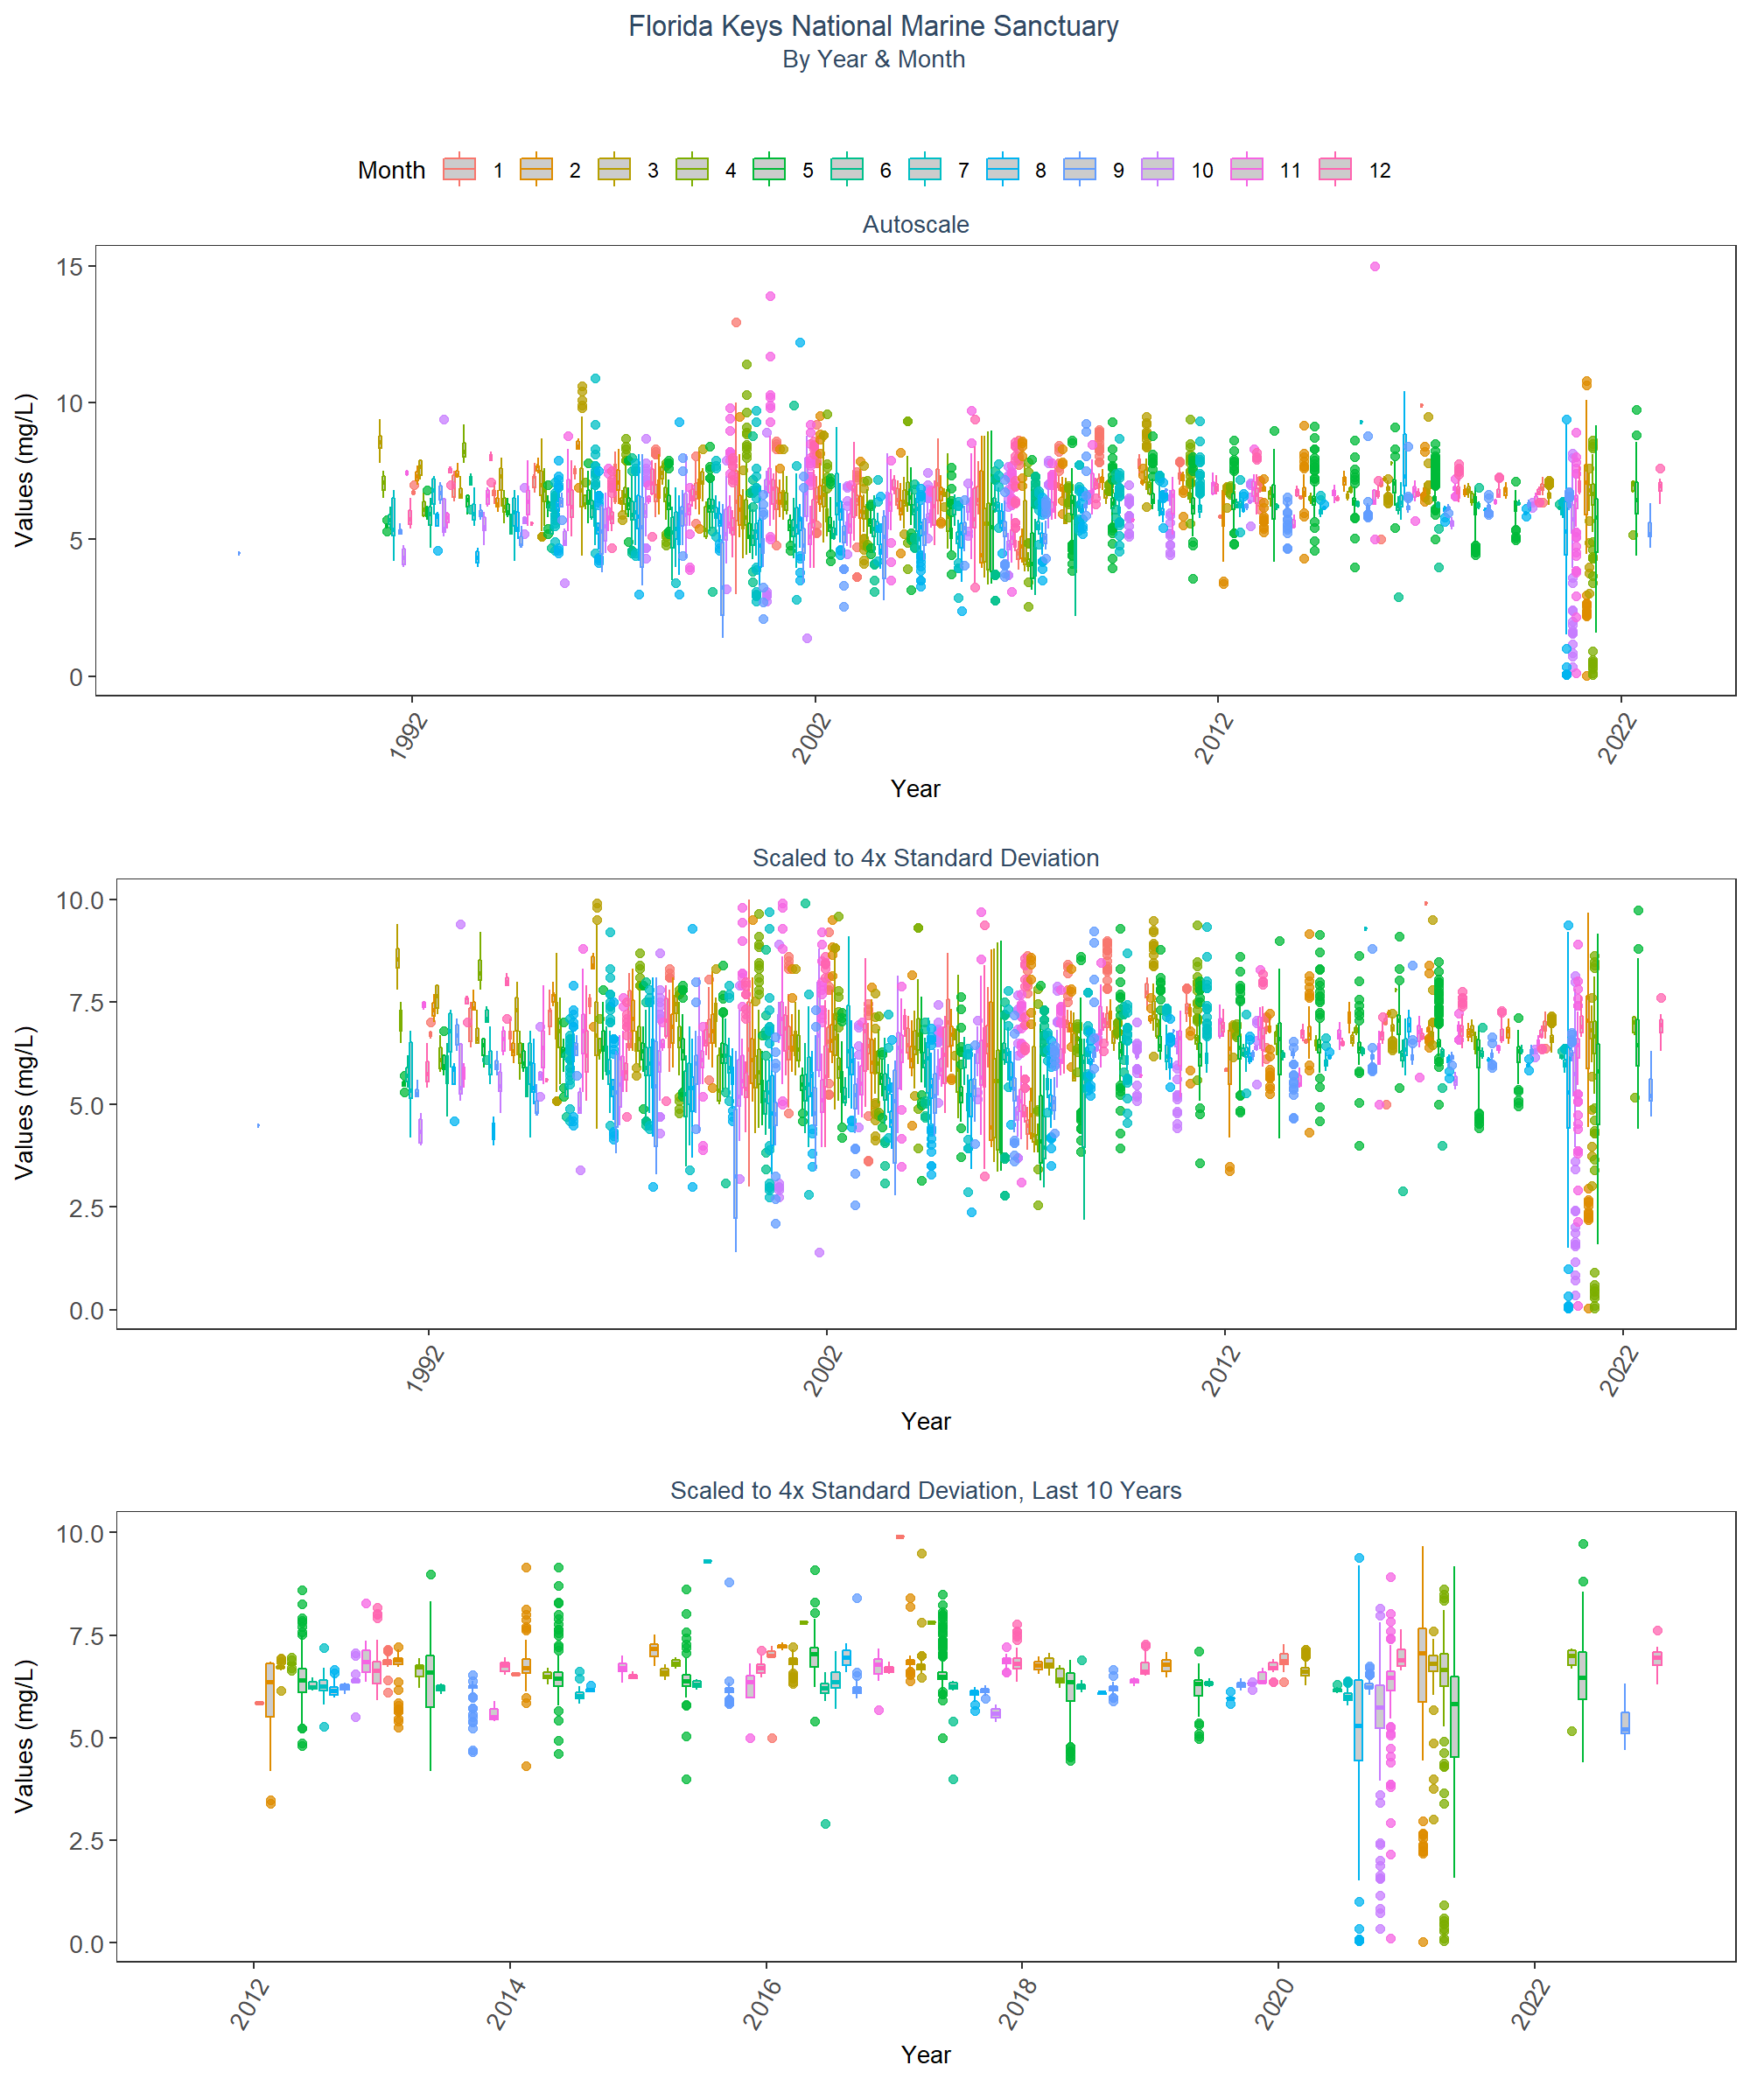 Florida Keys National Marine Sanctuary
By Year & Month
Month 1 2 3 4 5 6 7 8 9 10 11 12
Autoscale
Values (mg/L)
15
10
5
0
1992 2002 2012 2022
Year
Scaled to 4x Standard Deviation
Values (mg/L)
10.0
7.5
5.0
2.5
0.0
1992 2002 2012 2022
Year
Scaled to 4x Standard Deviation, Last 10 Years
Values (mg/L)
10.0
7.5
5.0
2.5
0.0
2012 2014 2016 2018 2020 2022
Year